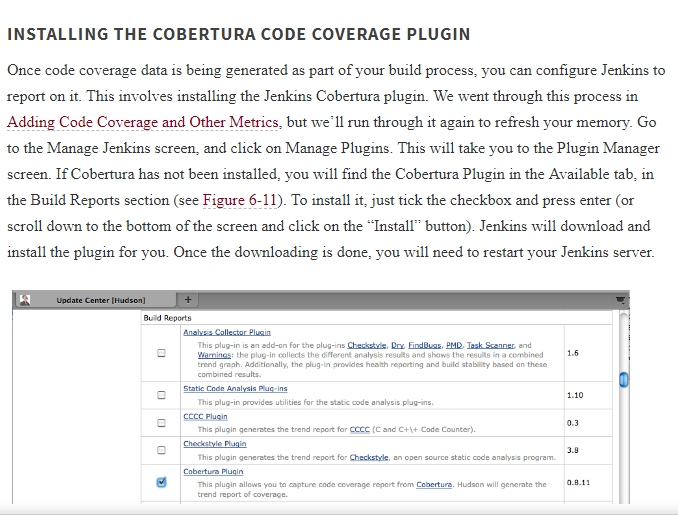 INSTALLING THE COBERTURA CODE COVERAGE PLUGIN
Once code coverage data is being generated as part of your build process, you can configure Jenkins to
report on it. This involves installing the Jenkins Cobertura plugin. We went through this process in
Adding Code Coverage and Other Metrics, but we’ll run through it again to refresh your memory. Go
to the Manage Jenkins screen, and click on Manage Plugins. This will take you to the Plugin Manager
screen. If Cobertura has not been installed, you will find the Cobertura Plugin in the Available tab, in
the Build Reports section (see Figure 6-11). To install it, just tick the checkbox and press enter (or
scroll down to the bottom of the screen and click on the “Install” button). Jenkins will download and
install the plugin for you. Once the downloading is done, you will need to restart your Jenkins server.
Update Center [Hudson] +
Build Reports
Analysis Collector Plugin
This plug-in is an add-on for the plug-ins Checkstyle, Dry, FindBugs, PMD, Task Scanner, and
Warnings: the plug-in collects the different analysis results and shows the results in a combined
trend graph. Additionally, the plug-in provides health reporting and build stability based on these
combined results.
1.6
Static Code Analysis Plug-ins
This plug-in provides utilities for the static code analysis plug-ins.
1.10
CCCC Plugin
This plugin generates the trend report for CCCC (C and C+\+ Code Counter).
0.3
Checkstyle Plugin
This plugin generates the trend report for Checkstyle, an open source static code analysis program.
3.8
Cobertura Plugin
This plugin allows you to capture code coverage report from Cobertura. Hudson will generate the
trend report of coverage.
0.8.11